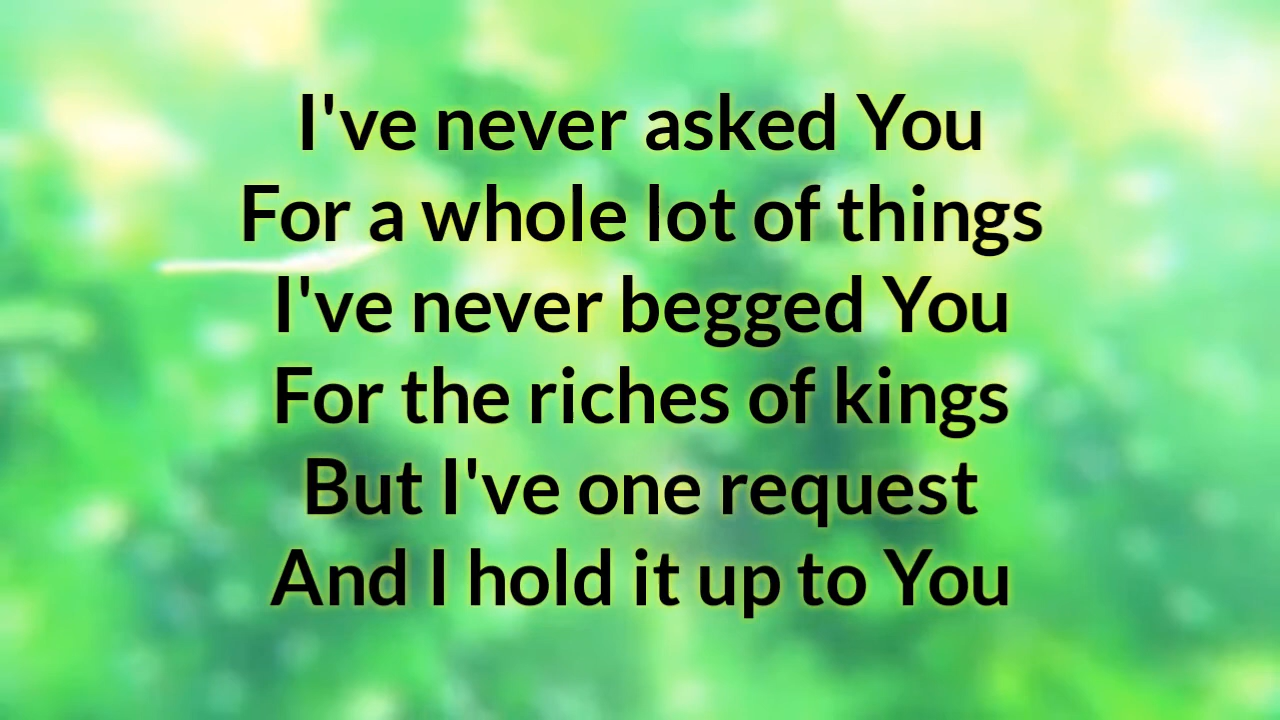 I've never asked You
For a whole lot of things
I've never begged You
For the riches of kings
But I've one request
And I hold it up to You